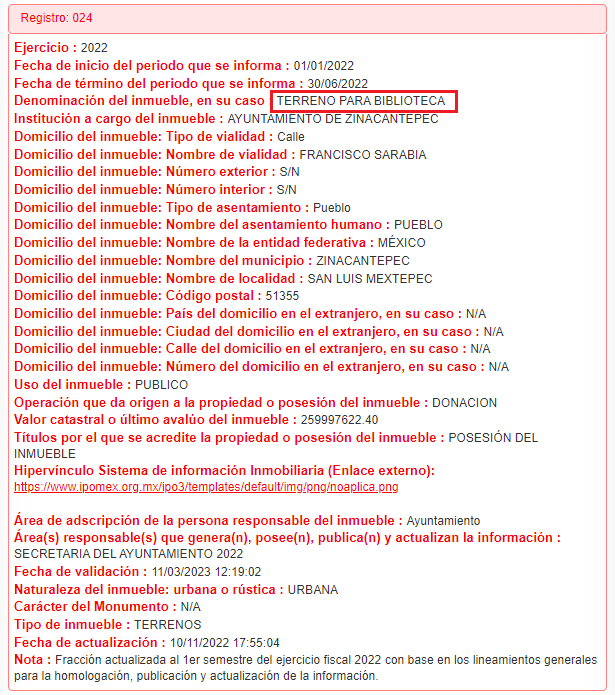 Registro: 024
Ejercicio : 2022
Fecha de inicio del periodo que se informa : 01/01/2022
Fecha de término del periodo que se informa : 30/06/2022
Denominación del inmueble, en su caso : TERRENO PARA BIBLIOTECA
Institución a cargo del inmueble : AYUNTAMIENTO DE ZINACANTEPEC
Domicilio del inmueble: Tipo de vialidad : Calle
Domicilio del inmueble: Nombre de vialidad : FRANCISCO SARABIA
Domicilio del inmueble: Número exterior : S/N
Domicilio del inmueble: Número interior : S/N
Domicilio del inmueble: Tipo de asentamiento : Pueblo
Domicilio del inmueble: Nombre del asentamiento humano : PUEBLO
Domicilio del inmueble: Nombre de la entidad federativa : MÉXICO
Domicilio del inmueble: Nombre del municipio : ZINACANTEPEC
Domicilio del inmueble: Nombre de localidad : SAN LUIS MEXTEPEC
Domicilio del inmueble: Código postal : 51355
Domicilio del inmueble: País del domicilio en el extranjero, en su caso : N/A
Domicilio del inmueble: Ciudad del domicilio en el extranjero, en su caso : N/A
Domicilio del inmueble: Calle del domicilio en el extranjero, en su caso : N/A
Domicilio del inmueble: Número del domicilio en el extranjero, en su caso : N/A
Uso del inmueble : PUBLICO
Operación que da origen a la propiedad o posesión del inmueble : DONACION
Valor catastral o último avalúo del inmueble : 259997622.40
Títulos por el que se acredite la propiedad o posesión del inmueble : POSESIÓN DEL
INMUEBLE
Hipervínculo Sistema de información Inmobiliaria (Enlace externo):
https://www.ipomex.org.mx/ipo3/templates/default/img/png/noaplica.png
Área de adscripción de la persona responsable del inmueble : Ayuntamiento
Área(s) responsable(s) que genera(n), posee(n), publica(n) y actualizan la información :
SECRETARIA DEL AYUNTAMIENTO 2022
Fecha de validación : 11/03/2023 12:19:02
Naturaleza del inmueble: urbana o rústica : URBANA
Carácter del Monumento : N/A
Tipo de inmueble : TERRENOS
Fecha de actualización : 10/11/2022 17:55:04
Nota : Fracción actualizada al 1er semestre del ejercicio fiscal 2022 con base en los lineamientos generales
para la homologación, publicación y actualización de la información.